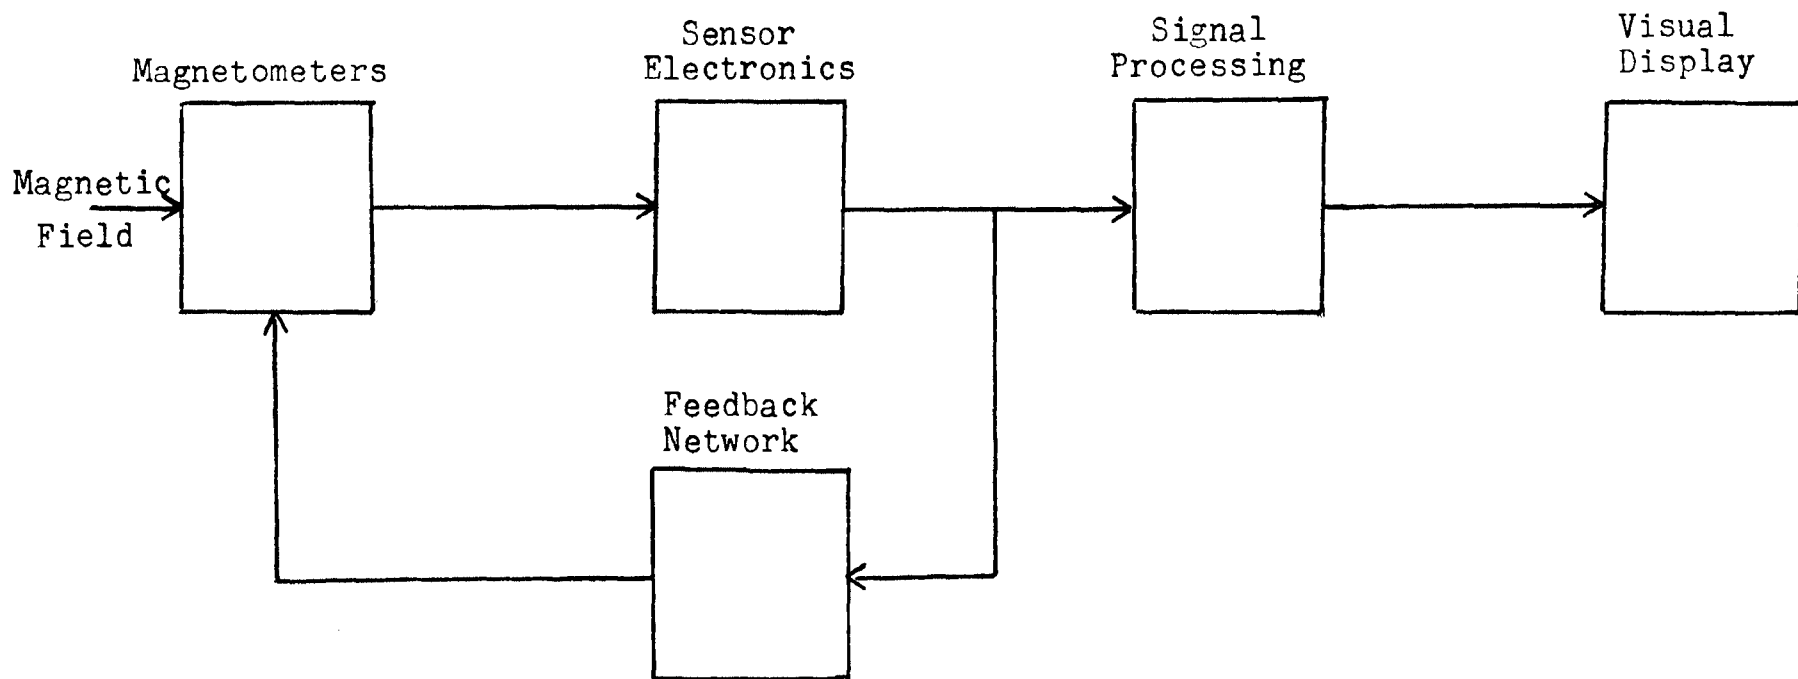 Magnetometers
Sensor
Electronics
Signal
Processing
Visual
Display
Magnetic
Field
Feedback
Network